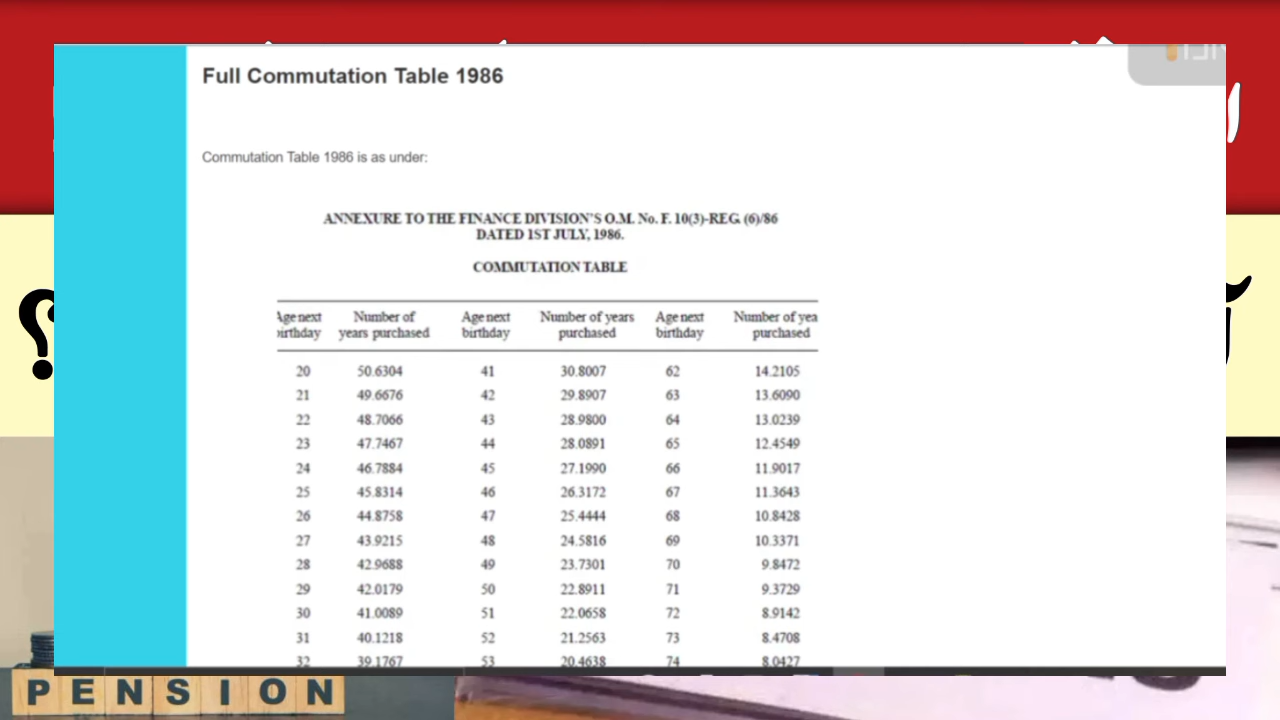 Full Commutation Table 1986
Commutation Table 1986 is as under:
ANNEXURE TO THE FINANCE DIVISION'S O.M. No. F. 10(3)-REG. (6)/86
DATED 1ST JULY, 1986.
COMMUTATION TABLE
Age next birthday Number of years purchased Age next birthday Number of years purchased Age next birthday Number of yea purchased
20 50.6304 41 30.8007 62 14.2105
21 49.6676 42 29.8907 63 13.6090
22 48.7066 43 28.9800 64 13.0239
23 47.7467 44 28.0891 65 12.4549
24 46.7884 45 27.1990 66 11.9017
25 45.8314 46 26.3172 67 11.3643
26 44.8758 47 25.4444 68 10.8428
27 43.9215 48 24.5816 69 10.3371
28 42.9688 49 23.7301 70 9.8472
29 42.0179 50 22.8911 71 9.3729
30 41.0089 51 22.0658 72 8.9142
31 40.1218 52 21.2563 73 8.4708
32 39.1767 53 20.4638 74 8.0427
PENSION